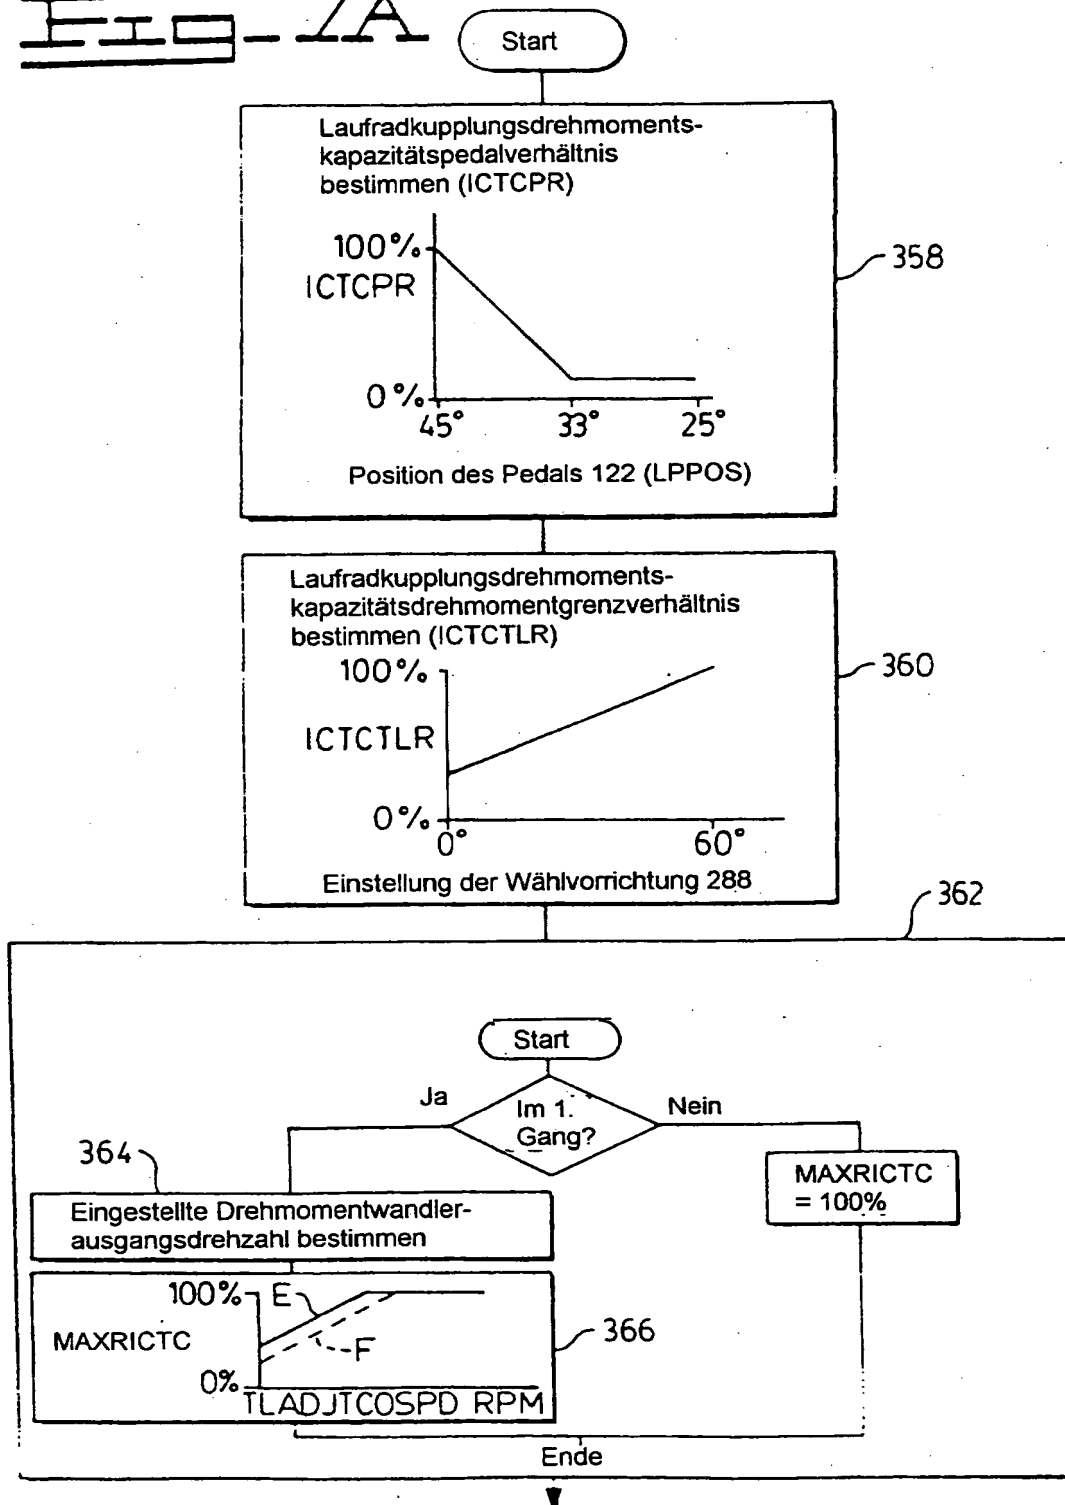 Fig_7A
Start
Laufradkupplungsdrehmoments-
kapazitätspedalverhältnis
bestimmen (ICTCPR)
100%
ICTCPR
0%
45° 33° 25°
Position des Pedals 122 (LPPOS)
358
Laufradkupplungsdrehmoments-
kapazitätsdrehmomentgrenzverhältnis
bestimmen (ICTCTLR)
100%
ICTCTLR
0%
0° 60°
Einstellung der Wählvorrichtung 288
360
362
Start
Ja
Im 1.
Gang?
Nein
364
Eingestellte Drehmomentwandler-
ausgangsdrehzahl bestimmen
MAXRICTC
= 100%
100%
E
MAXRICTC
F
0%
TLADJTCOSPD RPM
366
Ende